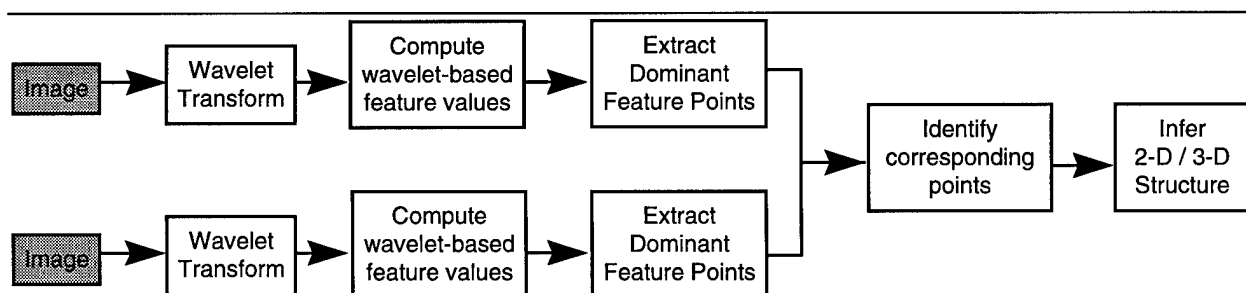 Image
Wavelet
Transform
Compute
wavelet-based
feature values
Extract
Dominant
Feature Points
Image
Wavelet
Transform
Compute
wavelet-based
feature values
Extract
Dominant
Feature Points
Identify
corresponding
points
Infer
2-D / 3-D
Structure